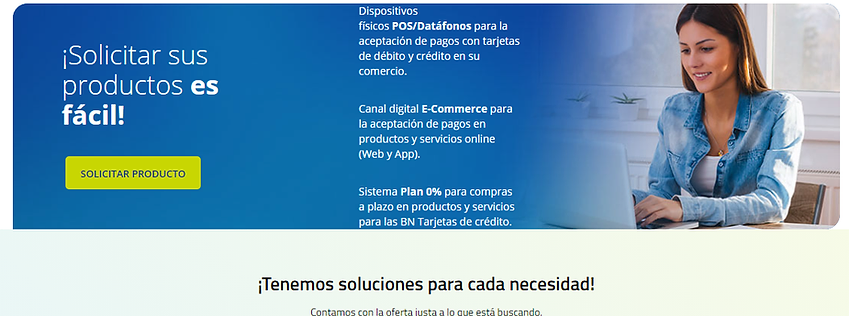 ¡Solicitar sus
productos es
fácil!
SOLICITAR PRODUCTO
Dispositivos
físicos POS/Datáfonos para la
aceptación de pagos con tarjetas
de débito y crédito en su
comercio.
Canal digital E-Commerce para
la aceptación de pagos en
productos y servicios online
(Web y App).
Sistema Plan 0% para compras
a plazo en productos y servicios
para las BN Tarjetas de crédito.
¡Tenemos soluciones para cada necesidad!
Contamos con la oferta justa a lo que está buscando.